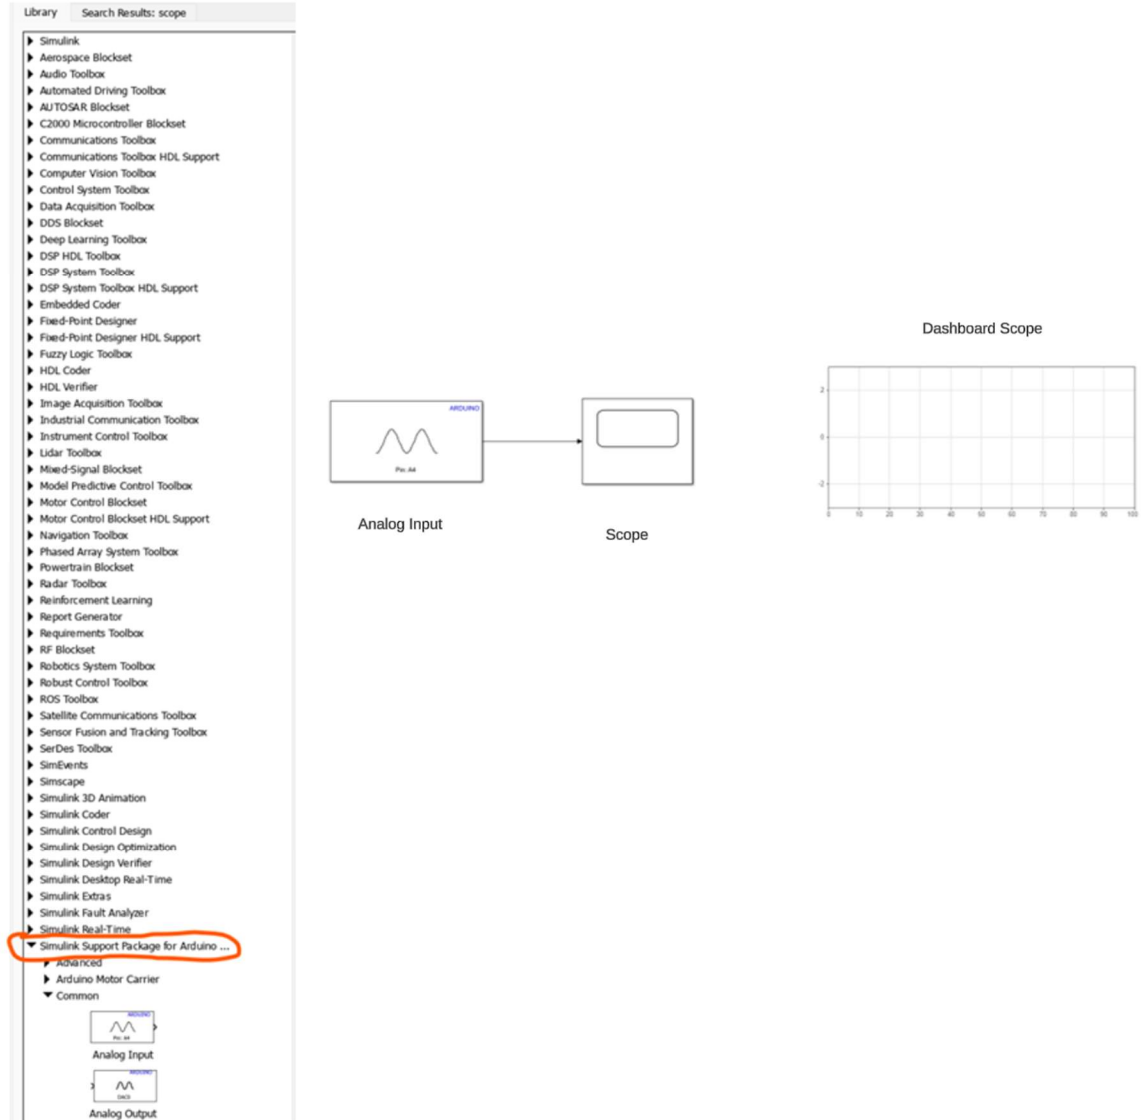 Library Search Results: scope
Simulink
Aerospace Blockset
Audio Toolbox
Automated Driving Toolbox
AUTOSAR Blockset
C2000 Microcontroller Blockset
Communications Toolbox
Communications Toolbox HDL Support
Computer Vision Toolbox
Control System Toolbox
Data Acquisition Toolbox
DDS Blockset
Deep Learning Toolbox
DSP HDL Toolbox
DSP System Toolbox
DSP System Toolbox HDL Support
Embedded Coder
Fixed-Point Designer
Fixed-Point Designer HDL Support
Fuzzy Logic Toolbox
HDL Coder
HDL Verifier
Image Acquisition Toolbox
Industrial Communication Toolbox
Instrument Control Toolbox
Lidar Toolbox
Mixed-Signal Blockset
Model Predictive Control Toolbox
Motor Control Blockset
Motor Control Blockset HDL Support
Navigation Toolbox
Phased Array System Toolbox
Powertrain Blockset
Radar Toolbox
Reinforcement Learning
Report Generator
Requirements Toolbox
RF Blockset
Robotics System Toolbox
Robust Control Toolbox
ROS Toolbox
Satellite Communications Toolbox
Sensor Fusion and Tracking Toolbox
SerDes Toolbox
SimEvents
Simscape
Simulink 3D Animation
Simulink Coder
Simulink Control Design
Simulink Design Optimization
Simulink Design Verifier
Simulink Desktop Real-Time
Simulink Extras
Simulink Fault Analyzer
Simulink Real-Time
Simulink Support Package for Arduino ...
Advanced
Arduino Motor Carrier
Common
ARDUINO
Pin: A4
Analog Input
ARDUINO
DAC0
Analog Output
ARDUINO
Pin: A4
Analog Input
Scope
Dashboard Scope
2
0
-2
0 10 20 30 40 50 60 70 80 90 100